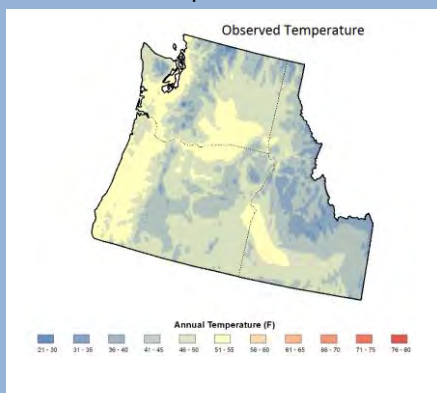 Observed Temperature
Annual Temperature (F)
21 - 30 31 - 35 36 - 40 41 - 45 46 - 50 51 - 55 56 - 60 61 - 65 66 - 70 71 - 75 76 - 80